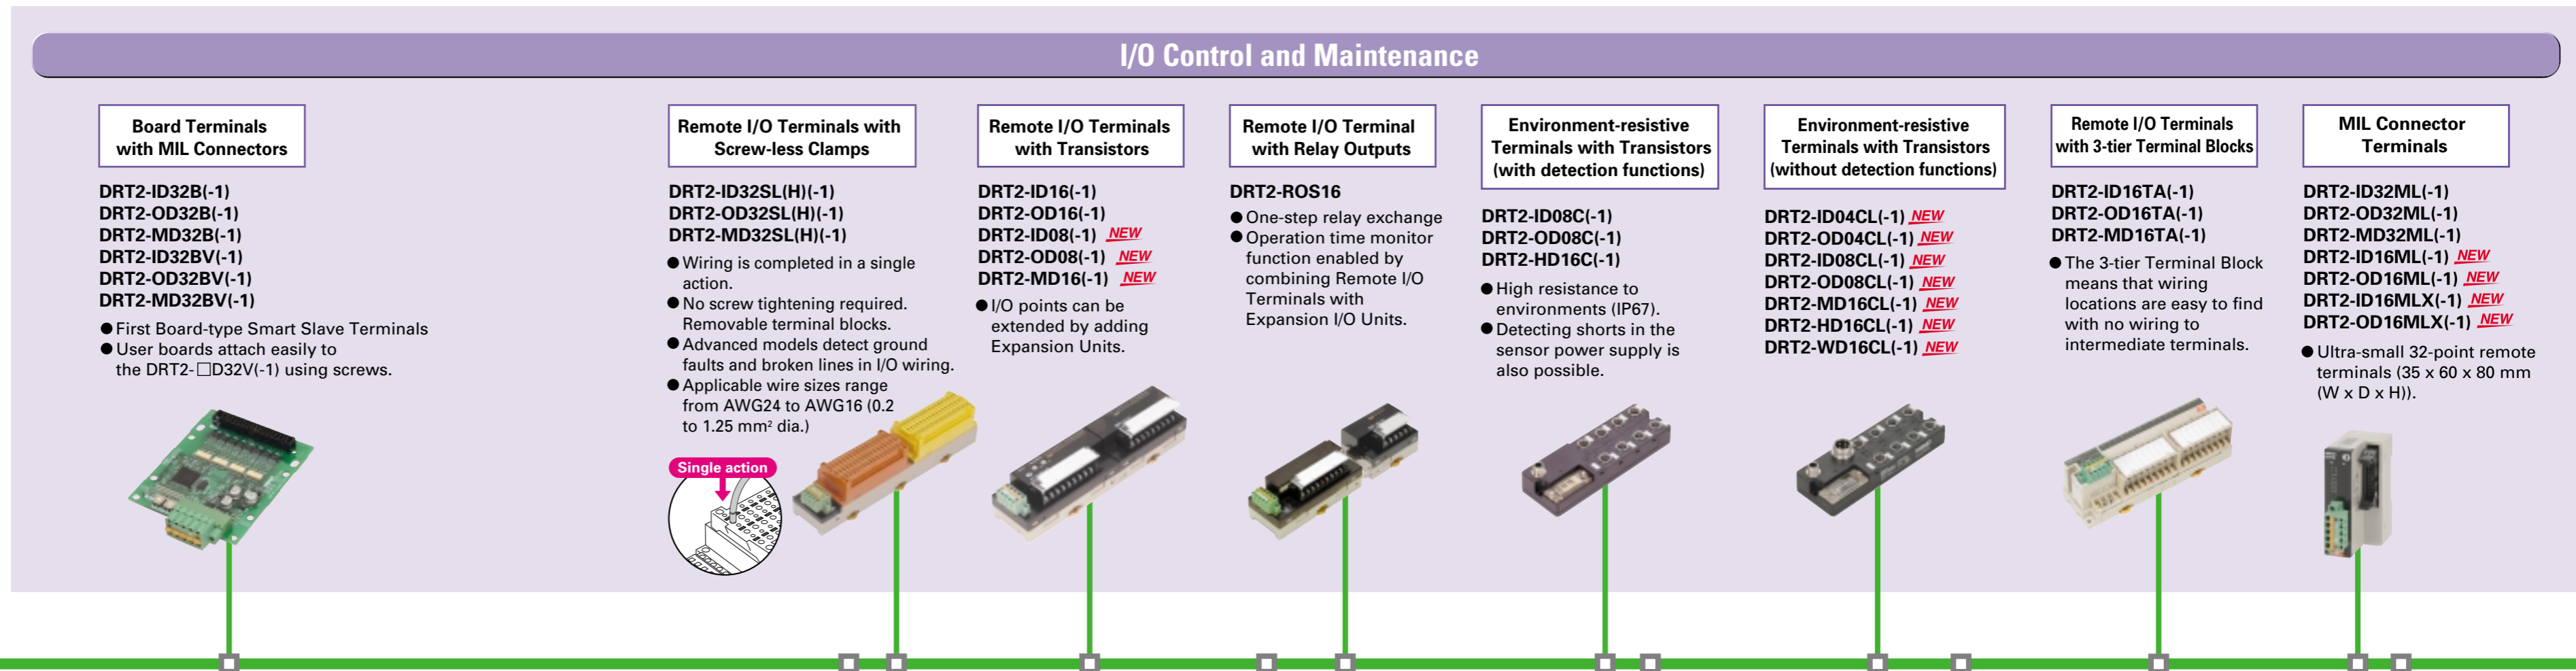 I/O Control and Maintenance
Board Terminals
with MIL Connectors
DRT2-ID32B(-1)
DRT2-OD32B(-1)
DRT2-MD32B(-1)
DRT2-ID32BV(-1)
DRT2-OD32BV(-1)
DRT2-MD32BV(-1)
● First Board-type Smart Slave Terminals
● User boards attach easily to
the DRT2-□D32V(-1) using screws.
Remote I/O Terminals with
Screw-less Clamps
DRT2-ID32SL(H)(-1)
DRT2-OD32SL(H)(-1)
DRT2-MD32SL(H)(-1)
● Wiring is completed in a single
action.
● No screw tightening required.
Removable terminal blocks.
● Advanced models detect ground
faults and broken lines in I/O wiring.
● Applicable wire sizes range
from AWG24 to AWG16 (0.2
to 1.25 mm² dia.)
Single action
Remote I/O Terminals
with Transistors
DRT2-ID16(-1)
DRT2-OD16(-1)
DRT2-ID08(-1) NEW
DRT2-OD08(-1) NEW
DRT2-MD16(-1) NEW
● I/O points can be
extended by adding
Expansion Units.
Remote I/O Terminal
with Relay Outputs
DRT2-ROS16
● One-step relay exchange
● Operation time monitor
function enabled by
combining Remote I/O
Terminals with
Expansion I/O Units.
Environment-resistive
Terminals with Transistors
(with detection functions)
DRT2-ID08C(-1)
DRT2-OD08C(-1)
DRT2-HD16C(-1)
● High resistance to
environments (IP67).
● Detecting shorts in the
sensor power supply is
also possible.
Environment-resistive
Terminals with Transistors
(without detection functions)
DRT2-ID04CL(-1) NEW
DRT2-OD04CL(-1) NEW
DRT2-ID08CL(-1) NEW
DRT2-OD08CL(-1) NEW
DRT2-MD16CL(-1) NEW
DRT2-HD16CL(-1) NEW
DRT2-WD16CL(-1) NEW
Remote I/O Terminals
with 3-tier Terminal Blocks
DRT2-ID16TA(-1)
DRT2-OD16TA(-1)
DRT2-MD16TA(-1)
● The 3-tier Terminal Block
means that wiring
locations are easy to find
with no wiring to
intermediate terminals.
MIL Connector
Terminals
DRT2-ID32ML(-1)
DRT2-OD32ML(-1)
DRT2-MD32ML(-1)
DRT2-ID16ML(-1) NEW
DRT2-OD16ML(-1) NEW
DRT2-ID16MLX(-1) NEW
DRT2-OD16MLX(-1) NEW
● Ultra-small 32-point remote
terminals (35 x 60 x 80 mm
(W x D x H)).